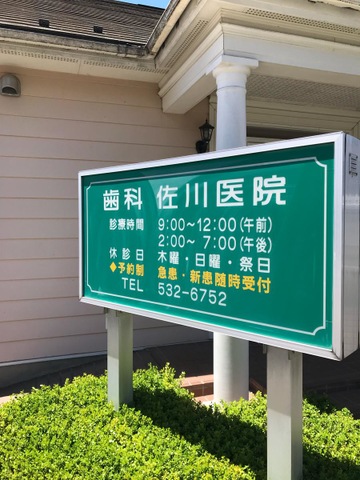 歯科 佐川医院
診療時間 9:00~12:00(午前)
2:00~ 7:00(午後)
休診日 木曜・日曜・祭日
◆予約制 急患・新患随時受付
TEL 532-6752